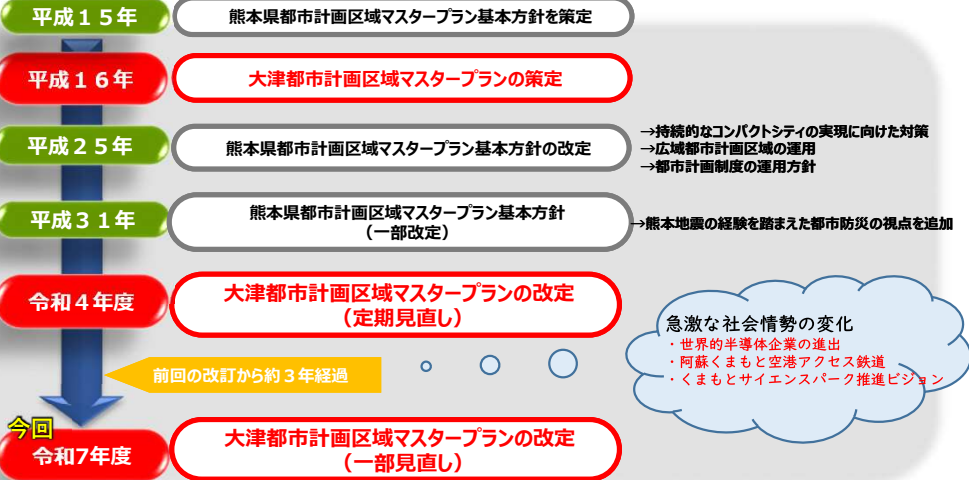 平成１５年
熊本県都市計画区域マスタープラン基本方針を策定
平成１６年
大津都市計画区域マスタープランの策定
平成２５年
熊本県都市計画区域マスタープラン基本方針の改定
→持続的なコンパクトシティの実現に向けた対策
→広域都市計画区域の運用
→都市計画制度の運用方針
平成３１年
熊本県都市計画区域マスタープラン基本方針
（一部改定）
→熊本地震の経験を踏まえた都市防災の視点を追加
令和４年度
大津都市計画区域マスタープランの改定
（定期見直し）
急激な社会情勢の変化
・世界的半導体企業の進出
・阿蘇くまもと空港アクセス鉄道
・くまもとサイエンスパーク推進ビジョン
前回の改訂から約３年経過
今回
令和7年度
大津都市計画区域マスタープランの改定
（一部見直し）